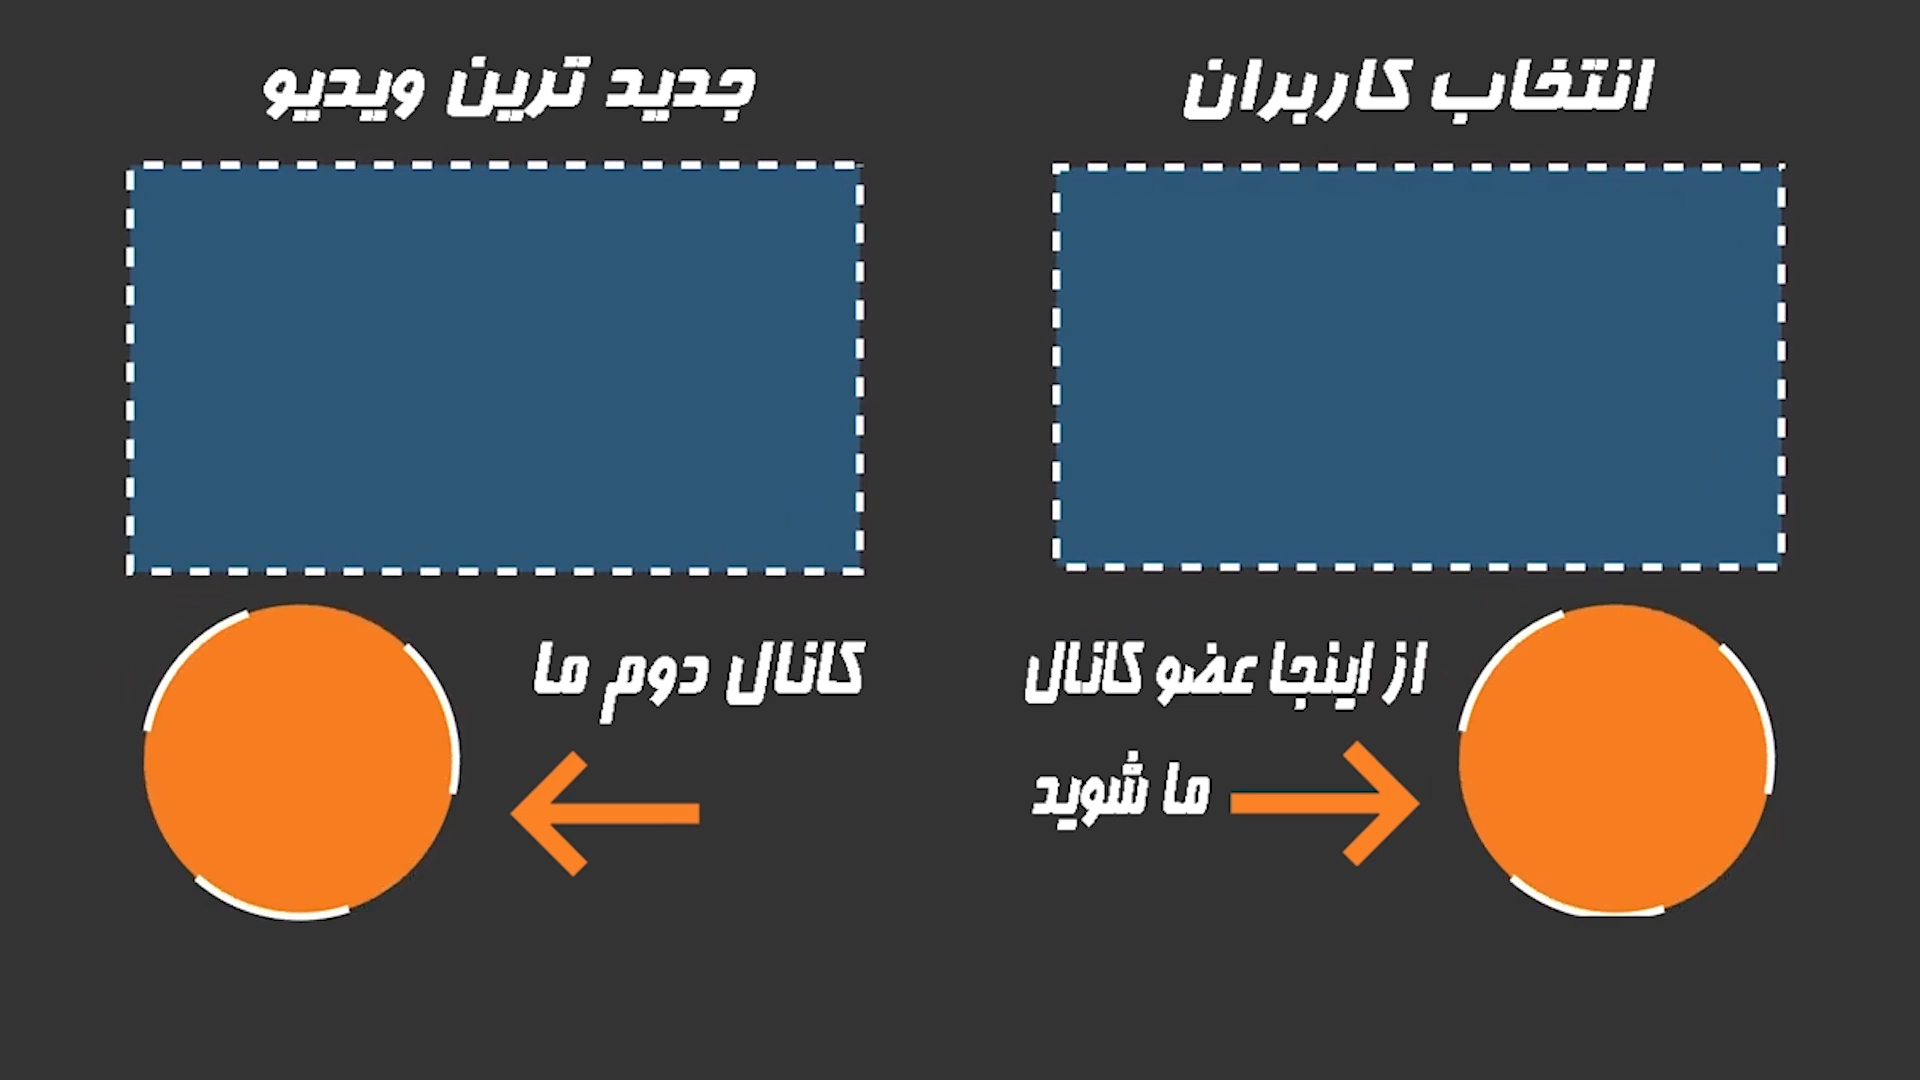 انتخاب کاربران
جدید ترین ویدیو
از اینجا عضو کانال
ما شوید
کانال دوم ما